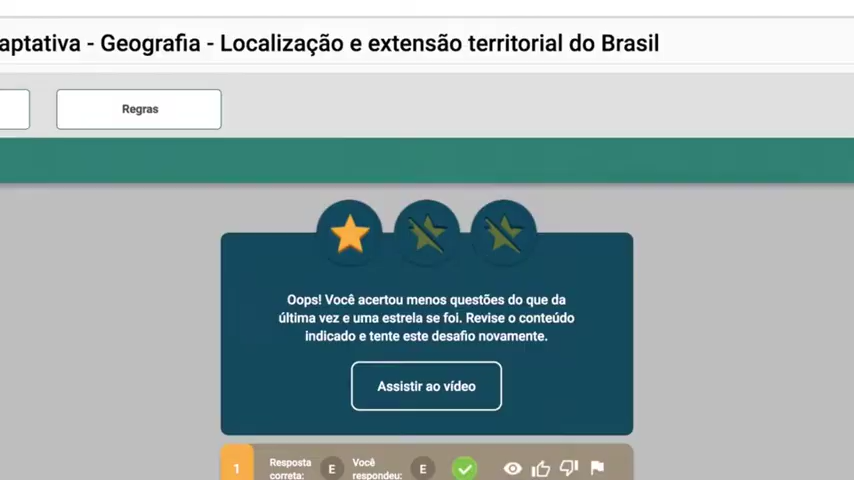 aptativa - Geografia - Localização e extensão territorial do Brasil
Regras
Oops! Você acertou menos questões do que da
última vez e uma estrela se foi. Revise o conteúdo
indicado e tente este desafio novamente.
Assistir ao vídeo
1 Resposta correta: E Você respondeu: E